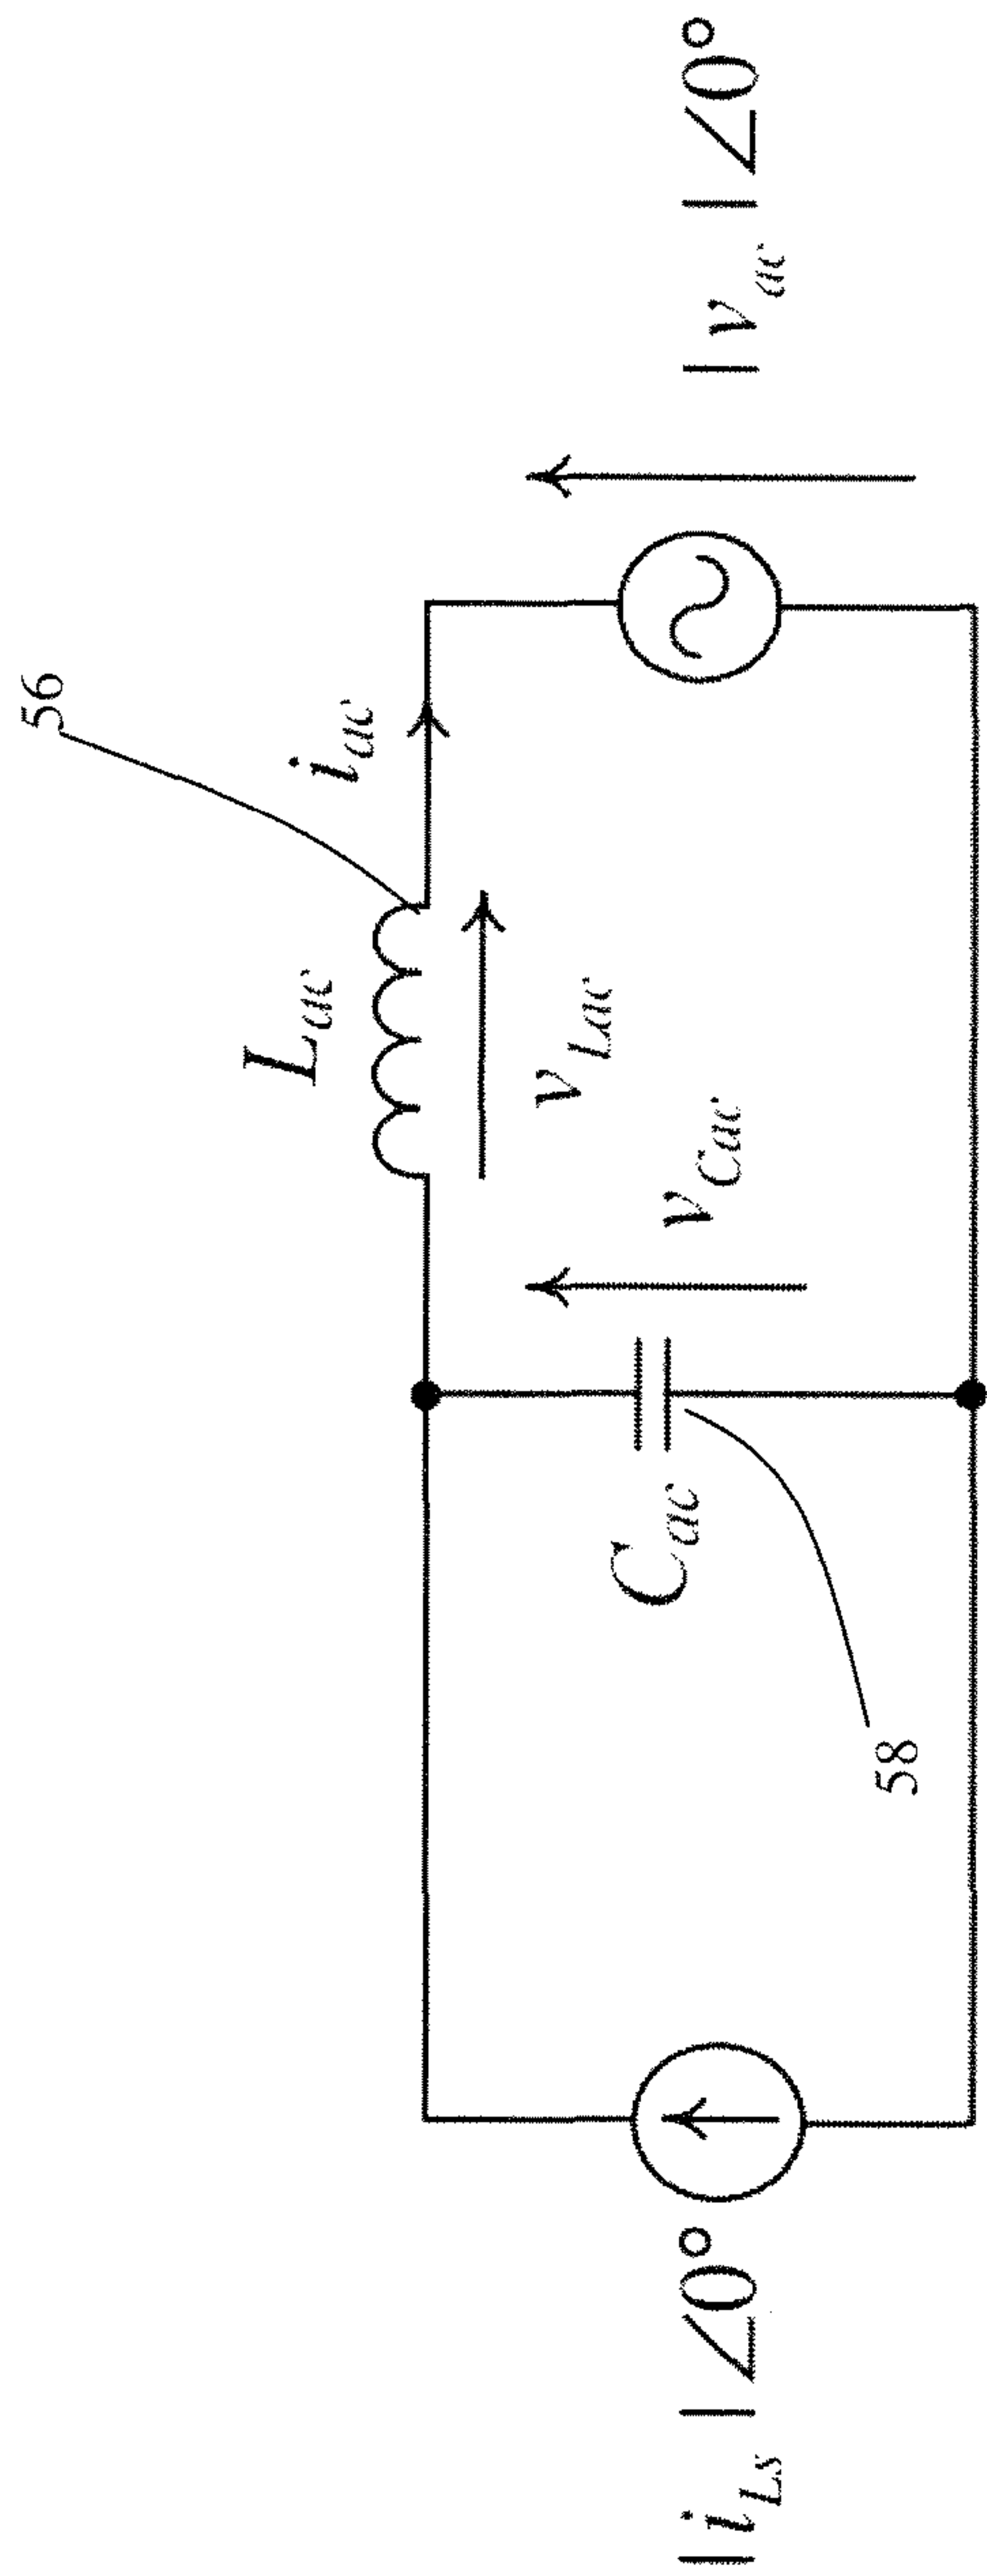 56
L_ac
i_ac
v_Lac
v_Cac
C_ac
58
| i_Ls | ∠0°
| v_ac | ∠0°